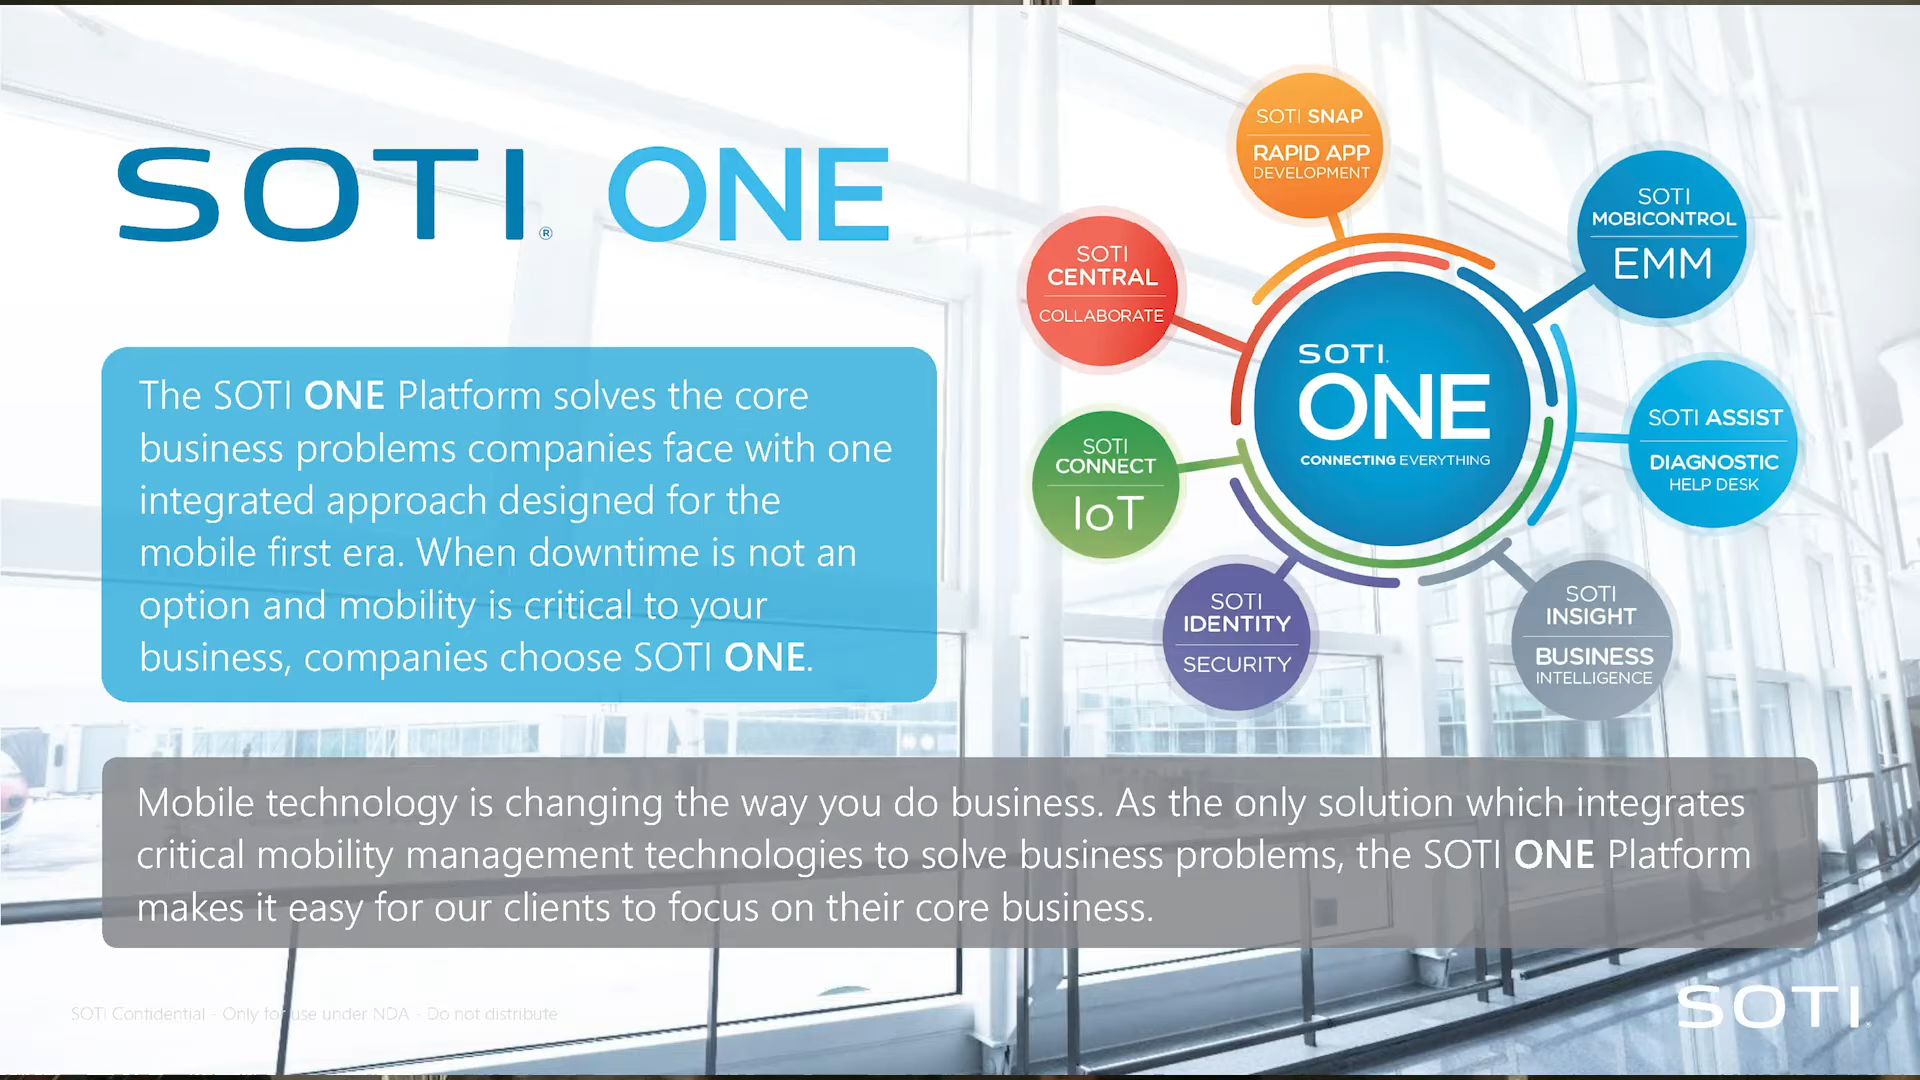 SOTI® ONE
The SOTI ONE Platform solves the core
business problems companies face with one
integrated approach designed for the
mobile first era. When downtime is not an
option and mobility is critical to your
business, companies choose SOTI ONE.
SOTI SNAP
RAPID APP
DEVELOPMENT
SOTI
MOBICONTROL
EMM
SOTI
CENTRAL
COLLABORATE
SOTI
ONE
CONNECTING EVERYTHING
SOTI ASSIST
DIAGNOSTIC
HELP DESK
SOTI
CONNECT
IoT
SOTI
IDENTITY
SECURITY
SOTI
INSIGHT
BUSINESS
INTELLIGENCE
Mobile technology is changing the way you do business. As the only solution which integrates
critical mobility management technologies to solve business problems, the SOTI ONE Platform
makes it easy for our clients to focus on their core business.
SOTI Confidential - Only for use under NDA - Do not distribute
SOTI